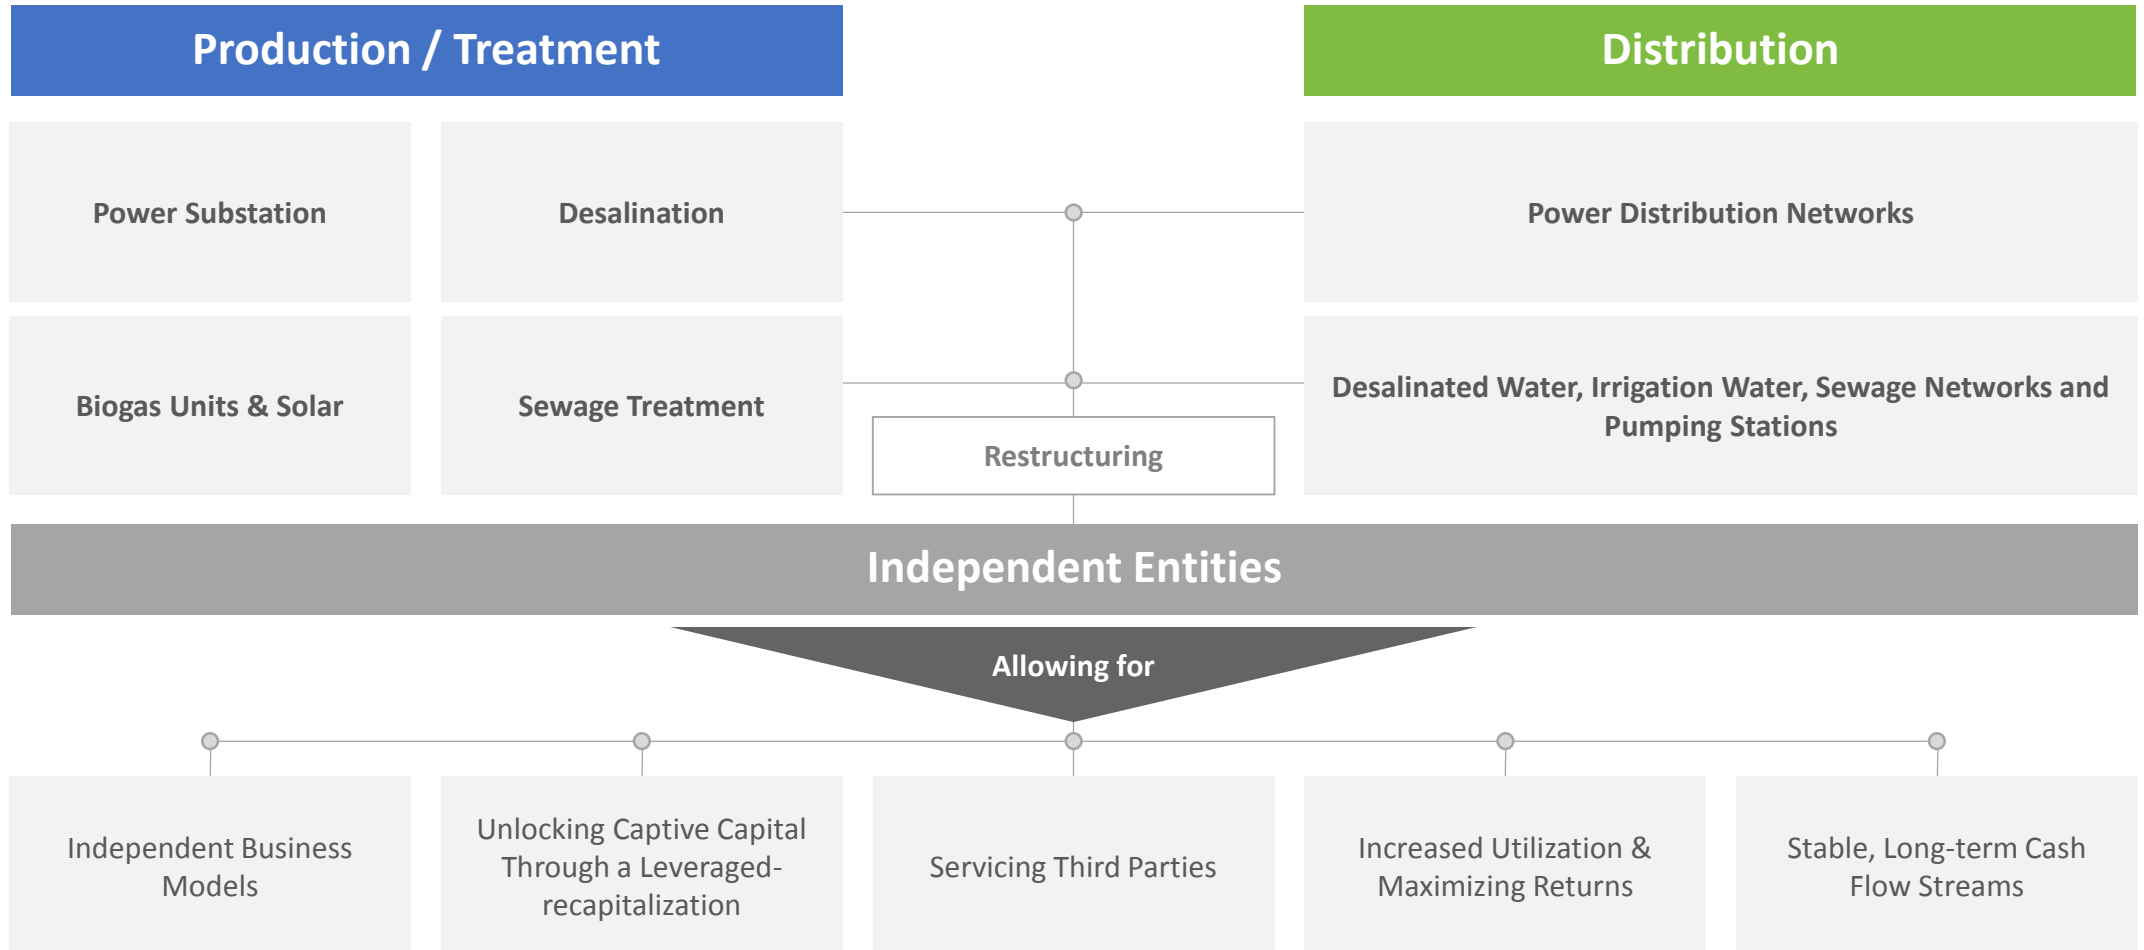 Production / Treatment
Distribution
Power Substation
Desalination
Power Distribution Networks
Biogas Units & Solar
Sewage Treatment
Desalinated Water, Irrigation Water, Sewage Networks and
Pumping Stations
Restructuring
Independent Entities
Allowing for
Independent Business
Models
Unlocking Captive Capital
Through a Leveraged-
recapitalization
Servicing Third Parties
Increased Utilization &
Maximizing Returns
Stable, Long-term Cash
Flow Streams